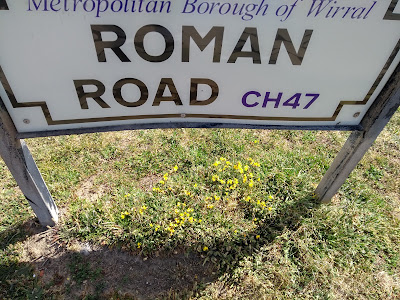 Metropolitan Borough of Wirral
ROMAN
ROAD CH47